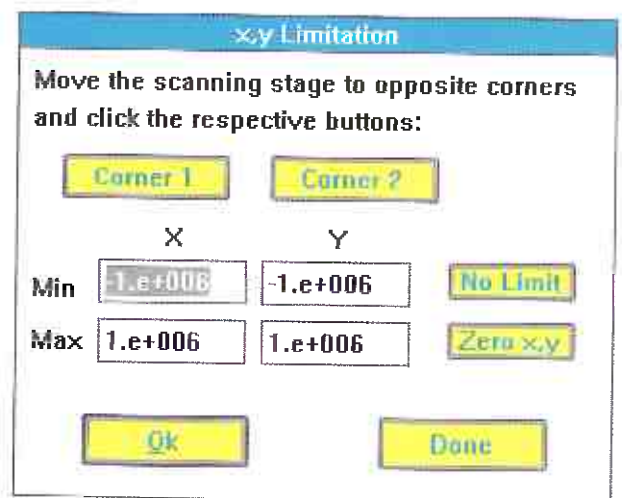 x,y Limitation
Move the scanning stage to opposite corners
and click the respective buttons:
Corner 1 Corner 2
X Y
Min -1.e+006 -1.e+006 No Limit
Max 1.e+006 1.e+006 Zero x,y
Ok Done